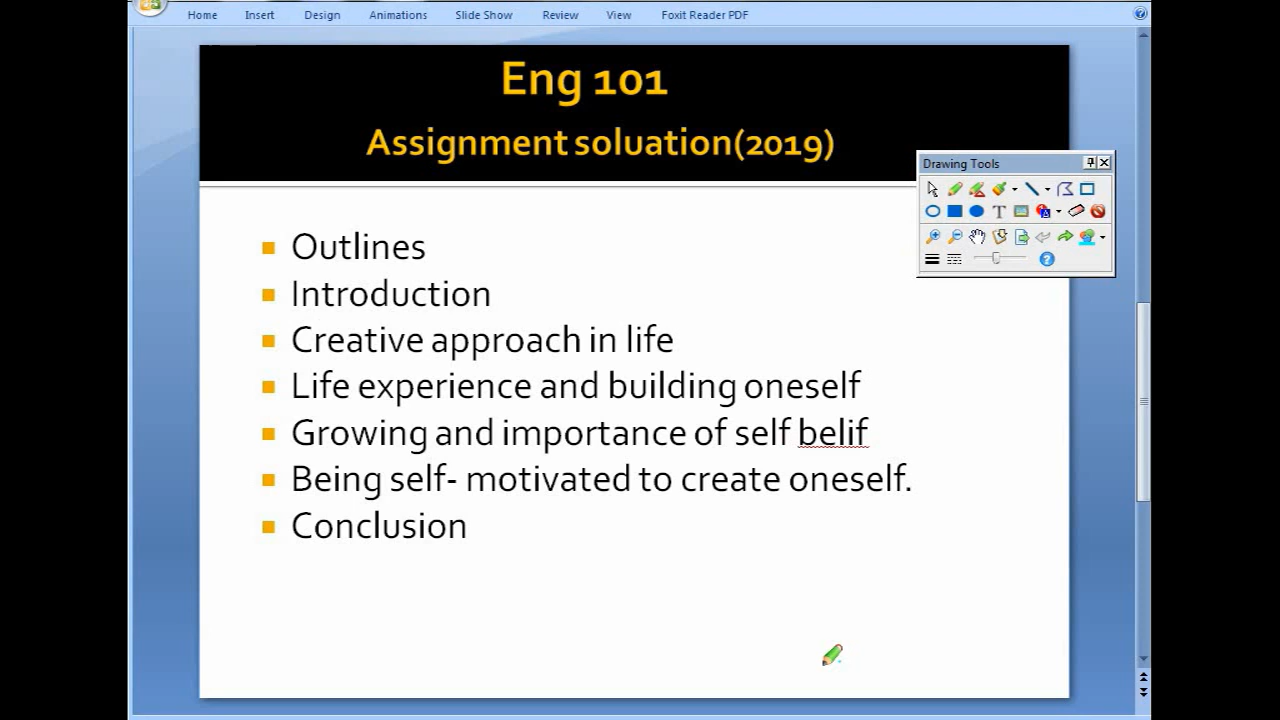 Home Insert Design Animations Slide Show Review View Foxit Reader PDF
Eng 101
Assignment soluation(2019)
Drawing Tools
Outlines
Introduction
Creative approach in life
Life experience and building oneself
Growing and importance of self belif
Being self- motivated to create oneself.
Conclusion